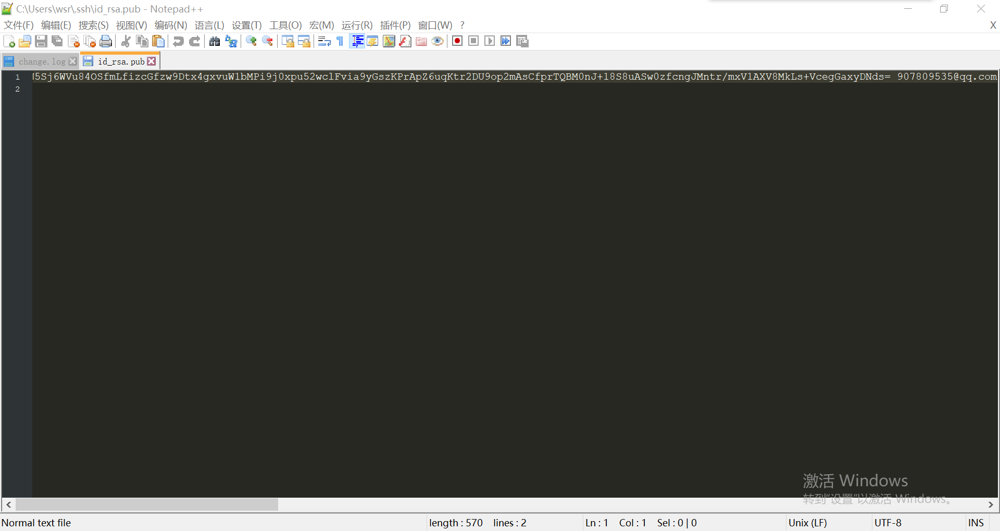 C:\Users\wsr\.ssh\id_rsa.pub - Notepad++
文件(F) 编辑(E) 搜索(S) 视图(V) 编码(N) 语言(L) 设置(T) 工具(O) 宏(M) 运行(R) 插件(P) 窗口(W) ? X
change.log id_rsa.pub
1 5Sj6WVu84OSfmLfizcGfzw9Dtx4gxvuW1bMPi9j0xpu52wclFvia9yGszKPrApZ6uqKtr2DU9op2mAsCfprTQBM0nJ+18S8uASw0zfcngJMntr/mxV1AXV8MkLs+VcegGaxyDNds= 907809535@qq.com
2
激活 Windows
转到"设置"以激活 Windows。
Normal text file length : 570 lines : 2 Ln : 1 Col : 1 Sel : 0 | 0 Unix (LF) UTF-8 INS